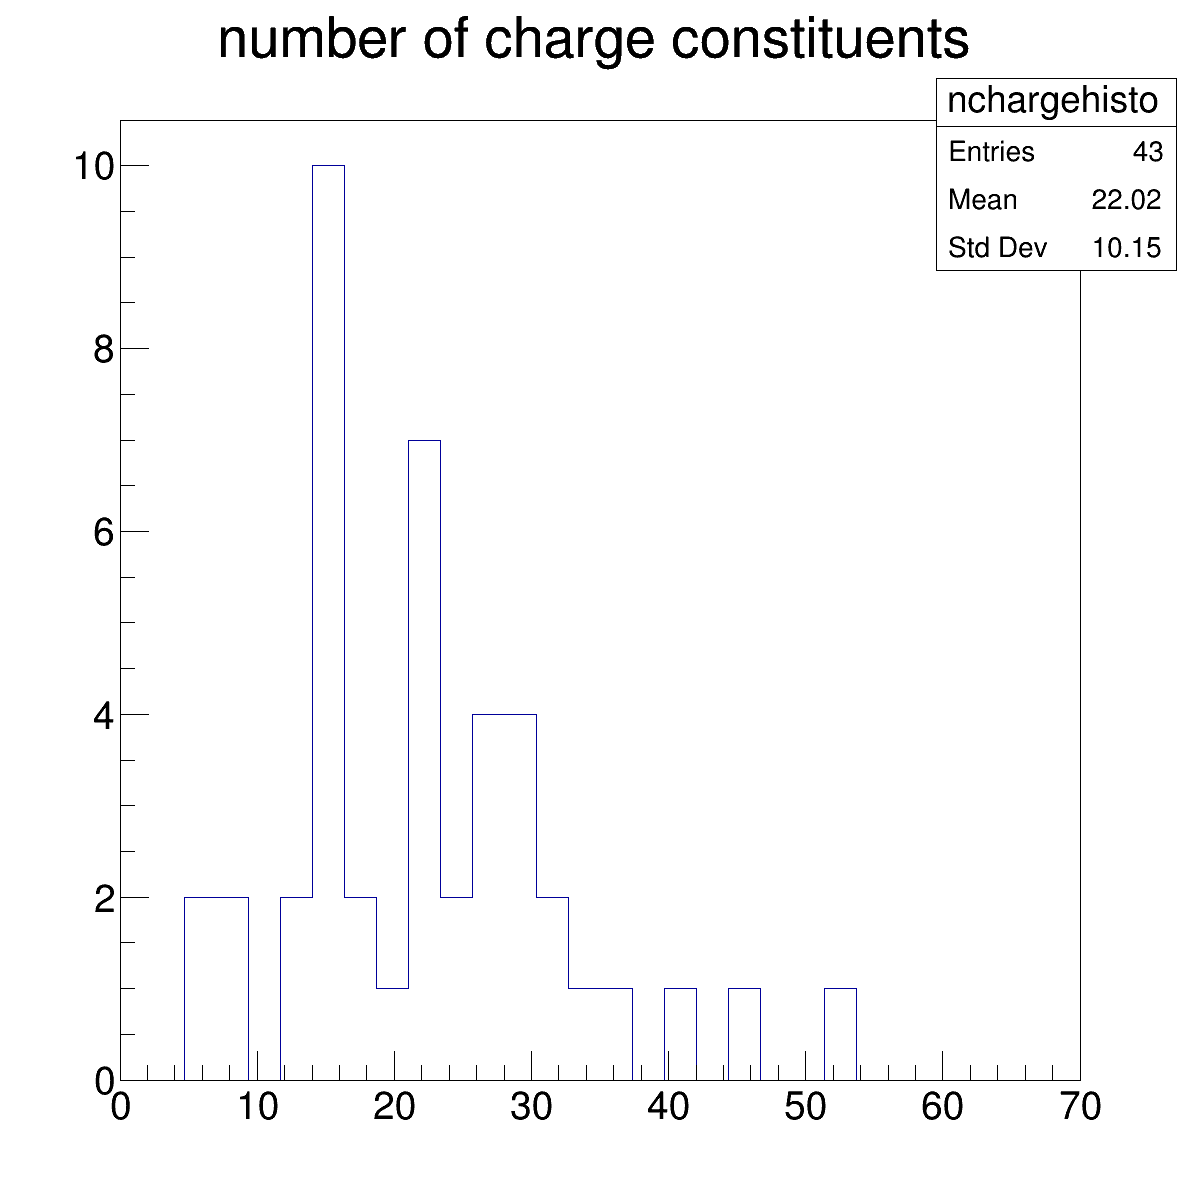 number of charge constituents
nchargehisto
Entries 43
Mean 22.02
Std Dev 10.15
10
8
6
4
2
0
0 10 20 30 40 50 60 70